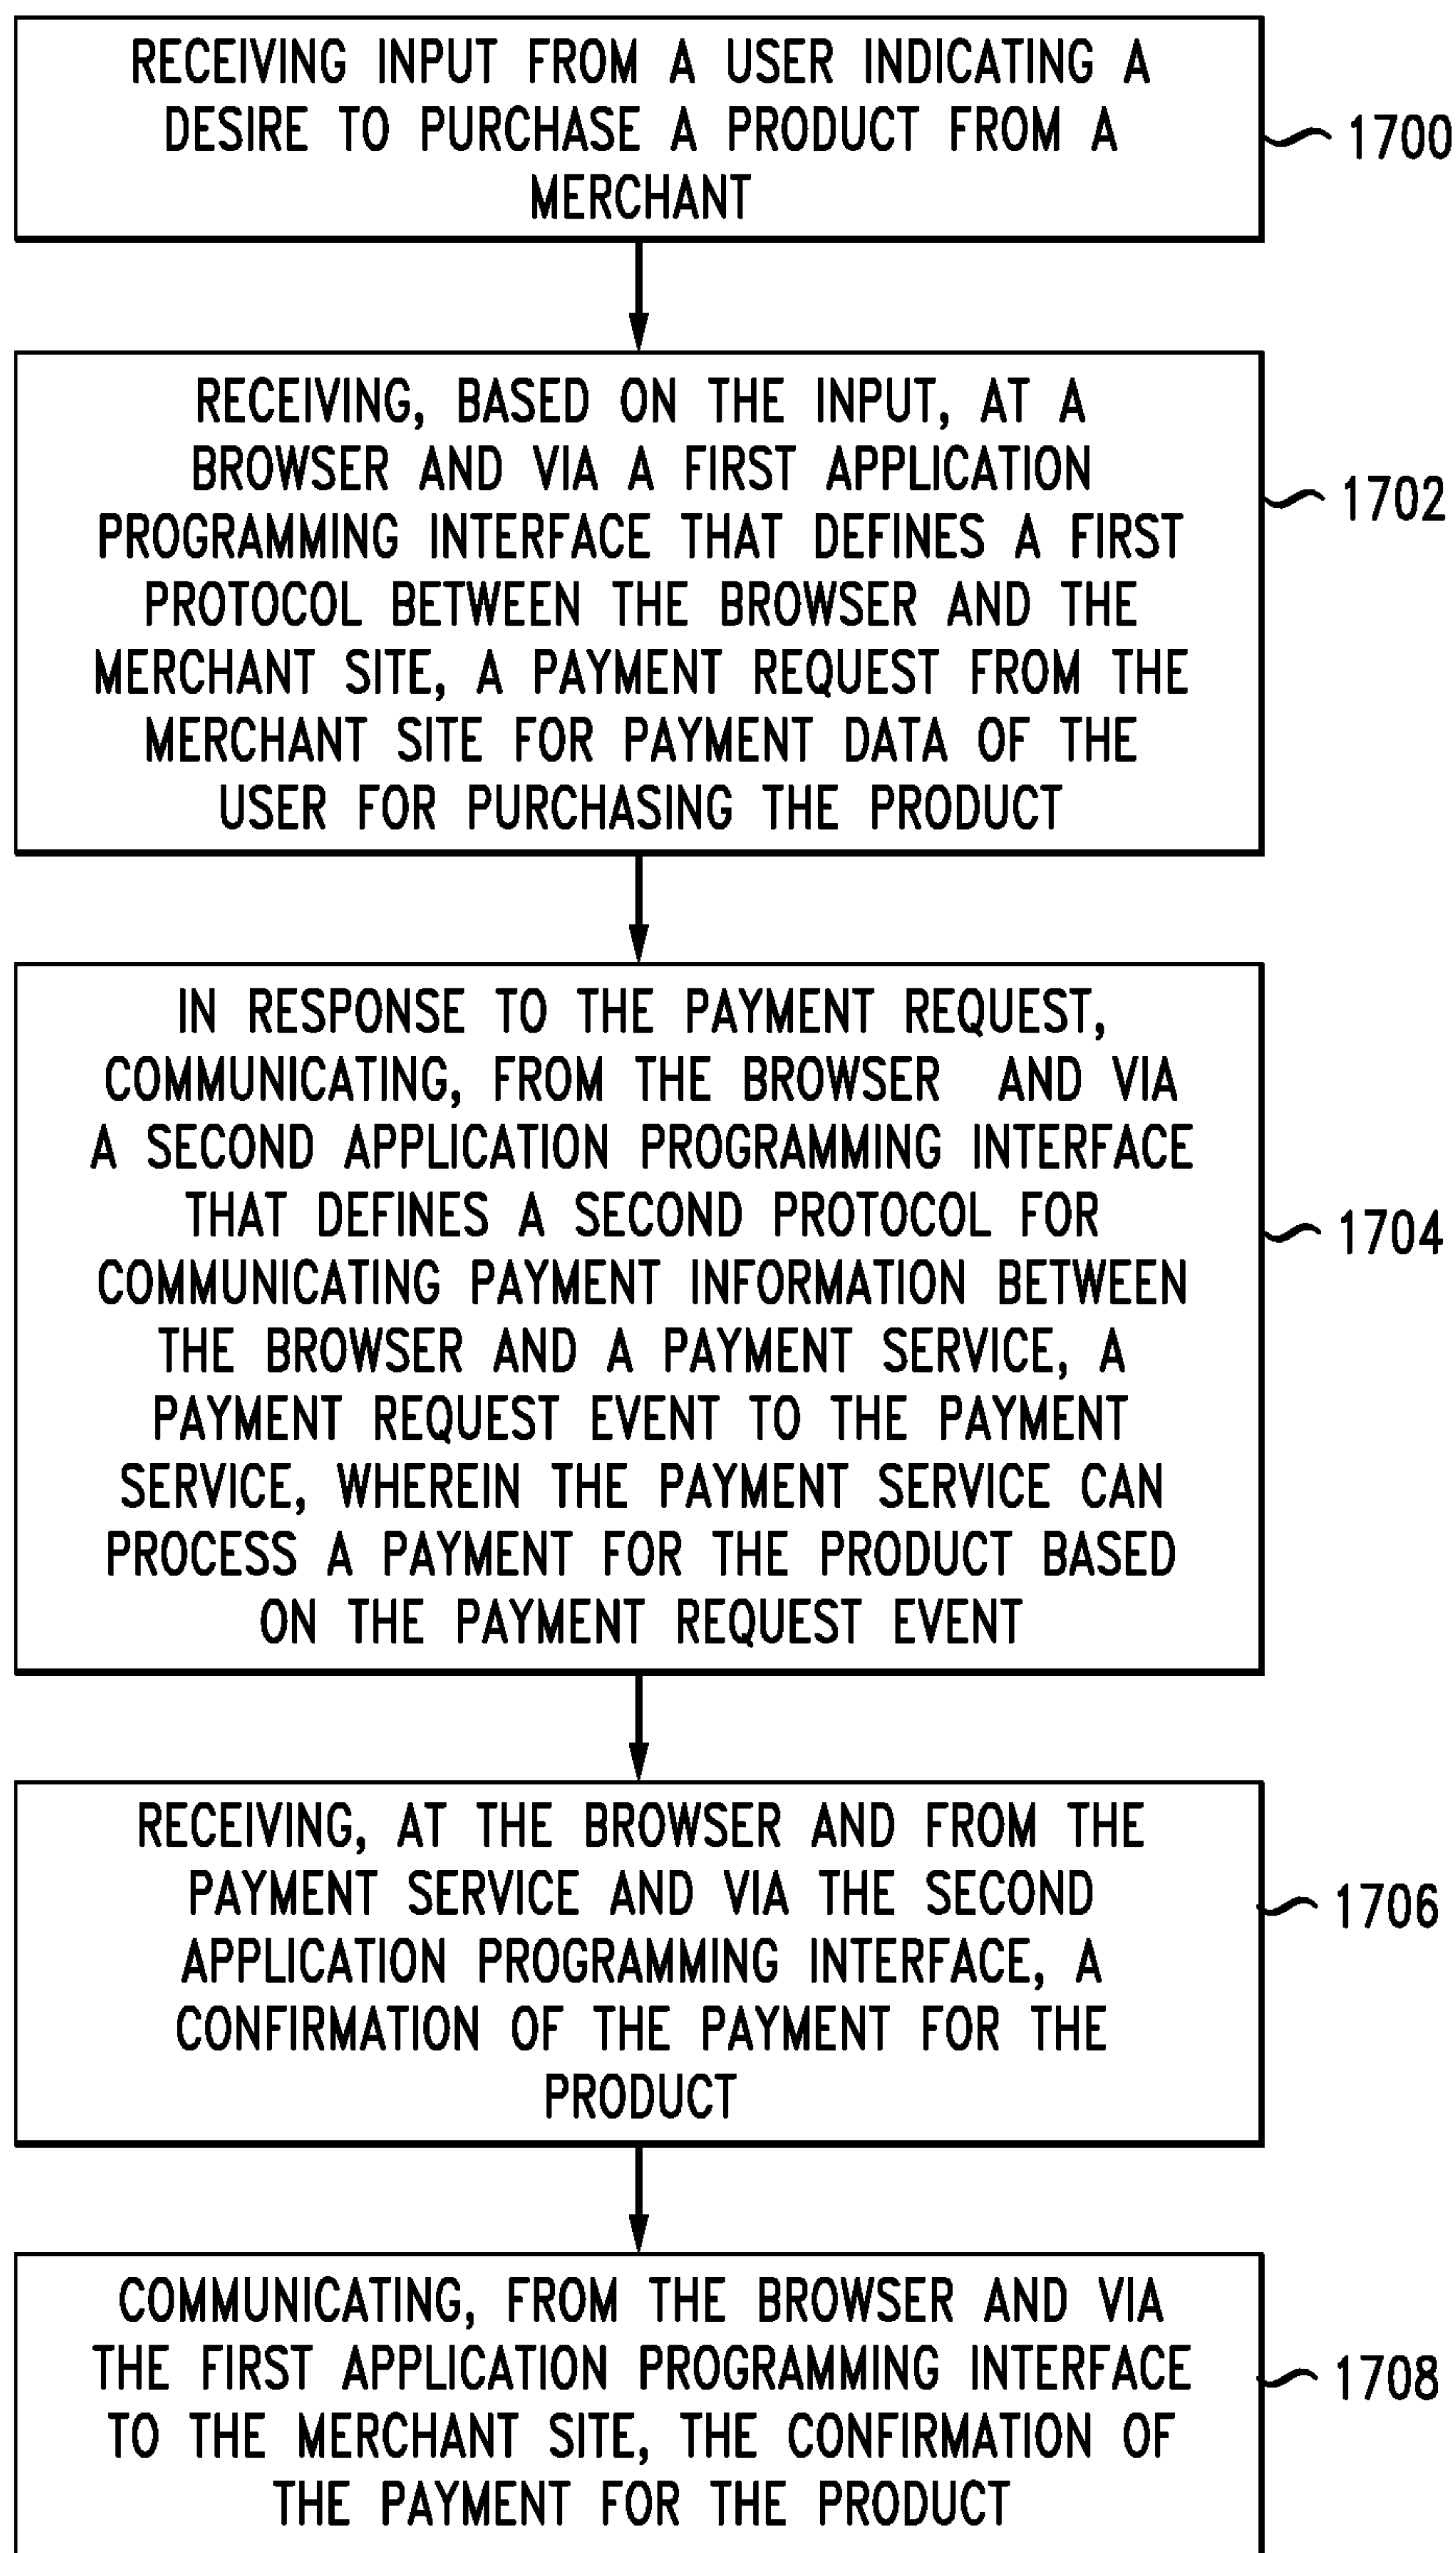 RECEIVING INPUT FROM A USER INDICATING A
DESIRE TO PURCHASE A PRODUCT FROM A
MERCHANT
1700
RECEIVING, BASED ON THE INPUT, AT A
BROWSER AND VIA A FIRST APPLICATION
PROGRAMMING INTERFACE THAT DEFINES A FIRST
PROTOCOL BETWEEN THE BROWSER AND THE
MERCHANT SITE, A PAYMENT REQUEST FROM THE
MERCHANT SITE FOR PAYMENT DATA OF THE
USER FOR PURCHASING THE PRODUCT
1702
IN RESPONSE TO THE PAYMENT REQUEST,
COMMUNICATING, FROM THE BROWSER AND VIA
A SECOND APPLICATION PROGRAMMING INTERFACE
THAT DEFINES A SECOND PROTOCOL FOR
COMMUNICATING PAYMENT INFORMATION BETWEEN
THE BROWSER AND A PAYMENT SERVICE, A
PAYMENT REQUEST EVENT TO THE PAYMENT
SERVICE, WHEREIN THE PAYMENT SERVICE CAN
PROCESS A PAYMENT FOR THE PRODUCT BASED
ON THE PAYMENT REQUEST EVENT
1704
RECEIVING, AT THE BROWSER AND FROM THE
PAYMENT SERVICE AND VIA THE SECOND
APPLICATION PROGRAMMING INTERFACE, A
CONFIRMATION OF THE PAYMENT FOR THE
PRODUCT
1706
COMMUNICATING, FROM THE BROWSER AND VIA
THE FIRST APPLICATION PROGRAMMING INTERFACE
TO THE MERCHANT SITE, THE CONFIRMATION OF
THE PAYMENT FOR THE PRODUCT
1708